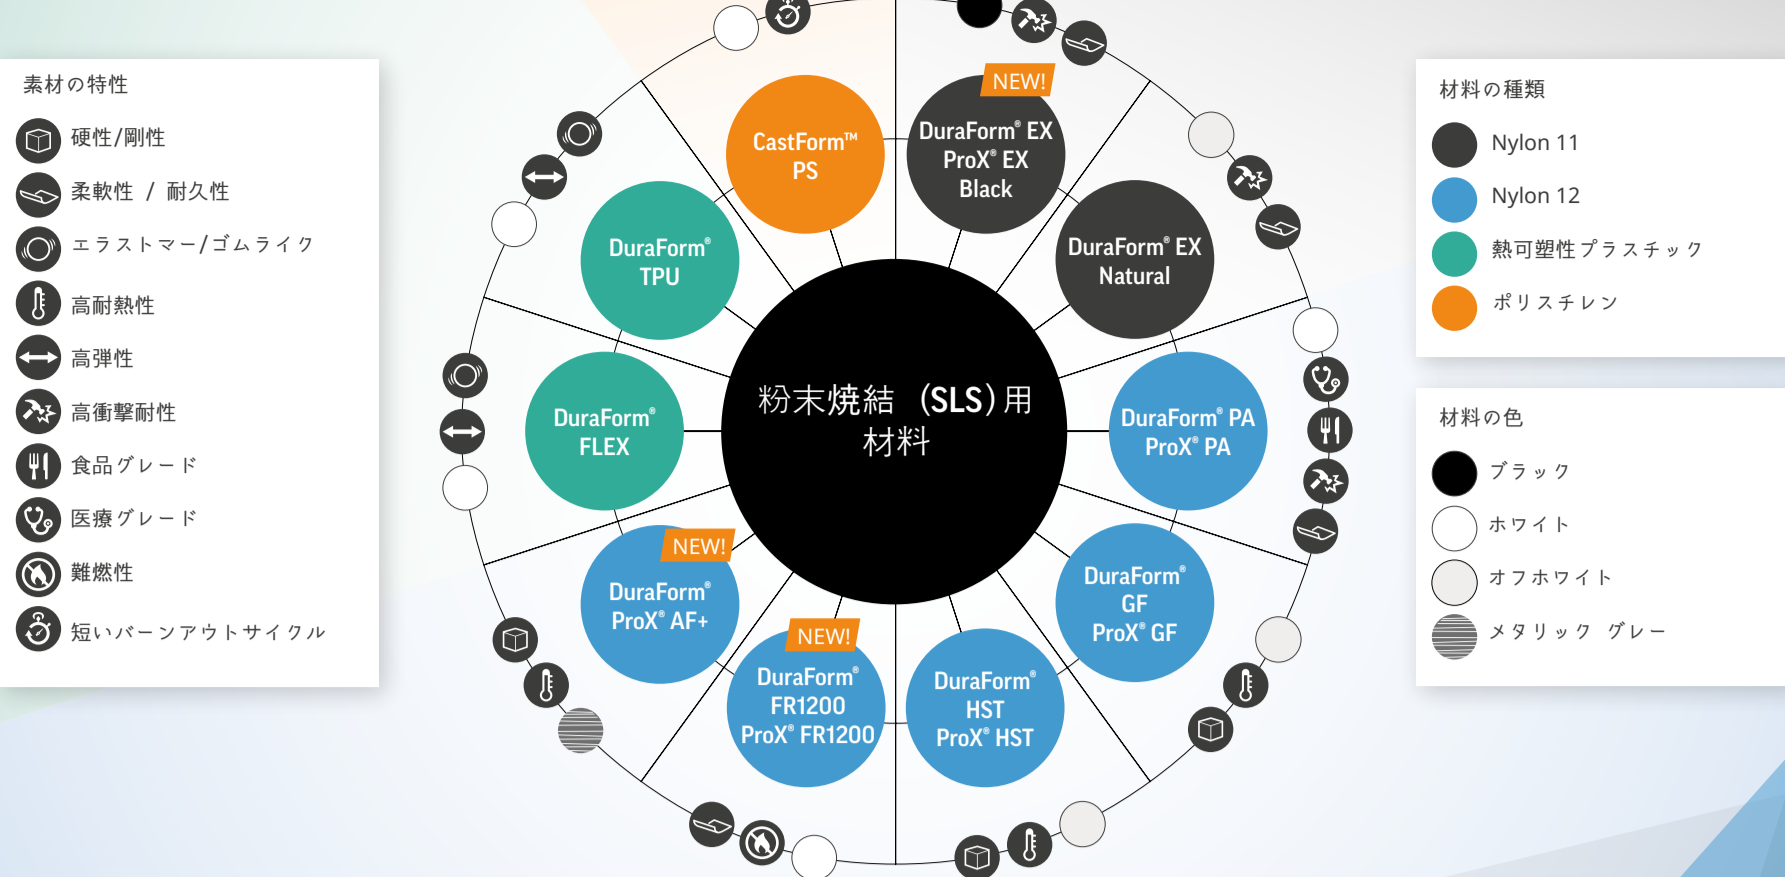 素材の特性
硬性/剛性
柔軟性 / 耐久性
エラストマー/ゴムライク
高耐熱性
高弾性
高衝撃耐性
食品グレード
医療グレード
難燃性
短いバーンアウトサイクル
CastForm™
PS
NEW!
DuraForm® EX
ProX® EX
Black
DuraForm® EX
Natural
DuraForm® PA
ProX® PA
DuraForm®
GF
ProX® GF
DuraForm®
HST
ProX® HST
NEW!
DuraForm®
FR1200
ProX® FR1200
NEW!
DuraForm®
ProX® AF+
DuraForm®
FLEX
DuraForm®
TPU
粉末焼結 (SLS)用
材料
材料の種類
Nylon 11
Nylon 12
熱可塑性プラスチック
ポリスチレン
材料の色
ブラック
ホワイト
オフホワイト
メタリック グレー